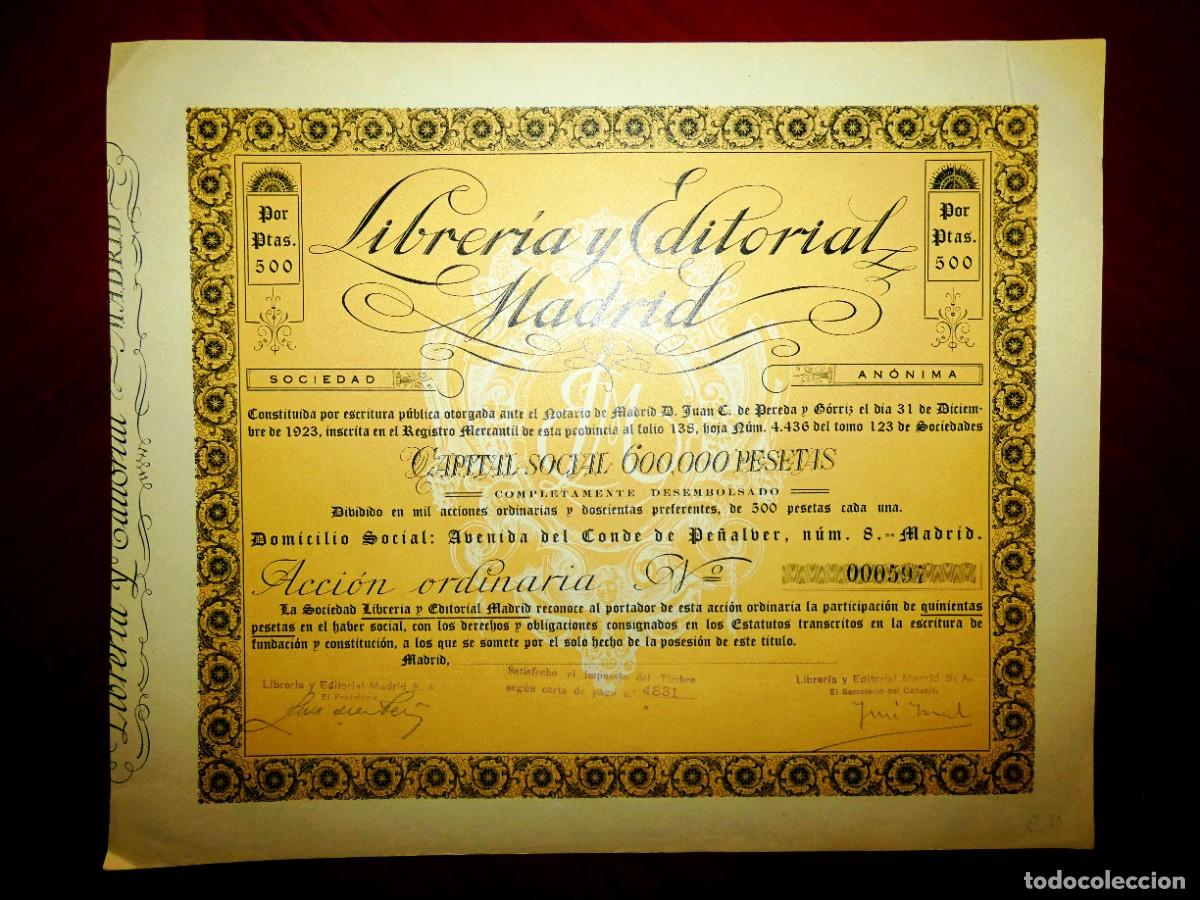 Librería y Editorial
Madrid
Por
Ptas.
500
Por
Ptas.
500
SOCIEDAD
ANÓNIMA
LM
Constituida por escritura pública otorgada ante el Notario de Madrid D. Juan C. de Pereda y Górriz el dia 31 de Diciem-
bre de 1923, inscrita en el Registro Mercantil de esta provincia al folio 138, hoja Núm. 4.436 del tomo 123 de Sociedades
CAPITAL SOCIAL 600.000 PESETAS
COMPLETAMENTE DESEMBOLSADO
Dividido en mil acciones ordinarias y doscientas preferentes, de 500 pesetas cada una.
Domicilio Social: Avenida del Conde de Peñalver, núm. 8.-- Madrid.
Acción ordinaria Nº 000597
La Sociedad Libreria y Editorial Madrid reconoce al portador de esta acción ordinaria la participación de quinientas
pesetas en el haber social, con los derechos y obligaciones consignados en los Estatutos transcritos en la escritura de
fundación y constitución, a los que se somete por el solo hecho de la posesión de este titulo.
Madrid,
Satisfecho el impuesto del Timbre
según carta de pago n.º 4831
Libreria y Editorial Madrid S. A.
El Presidente,
Libreria y Editorial Madrid S. A.
El Secretario del Consejo,
Librería y Editorial MADRID
C M
todocoleccion